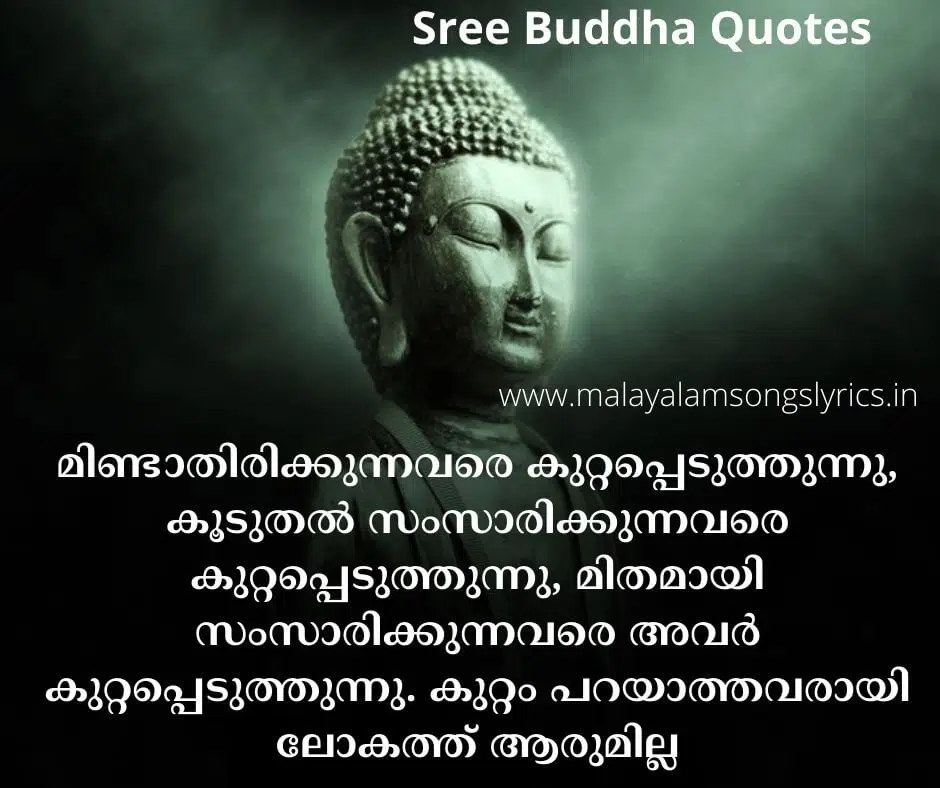 Sree Buddha Quotes
www.malayalamsongslyrics.in
മിണ്ടാതിരിക്കുന്നവരെ കുറ്റപ്പെടുത്തുന്നു,
കൂടുതൽ സംസാരിക്കുന്നവരെ
കുറ്റപ്പെടുത്തുന്നു, മിതമായി
സംസാരിക്കുന്നവരെ അവർ
കുറ്റപ്പെടുത്തുന്നു. കുറ്റം പറയാത്തവരായി
ലോകത്ത് ആരുമില്ല